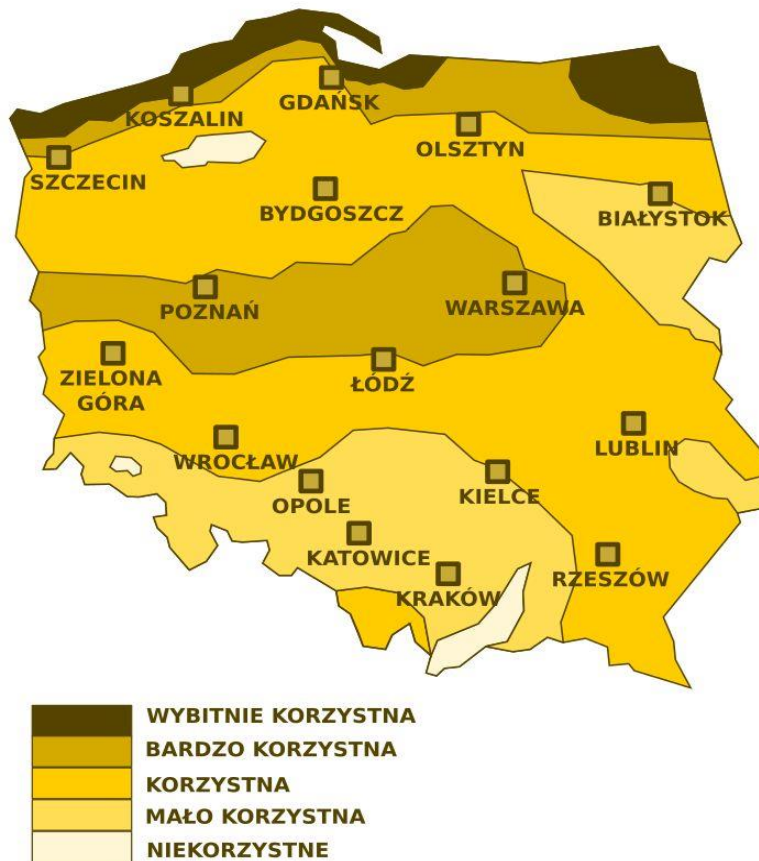 KOSZALIN
GDAŃSK
OLSZTYN
SZCZECIN
BYDGOSZCZ
BIAŁYSTOK
POZNAŃ
WARSZAWA
ZIELONA
GÓRA
ŁÓDŹ
LUBLIN
WROCŁAW
OPOLE
KIELCE
KATOWICE
KRAKÓW
RZESZÓW
WYBITNIE KORZYSTNA
BARDZO KORZYSTNA
KORZYSTNA
MAŁO KORZYSTNA
NIEKORZYSTNE